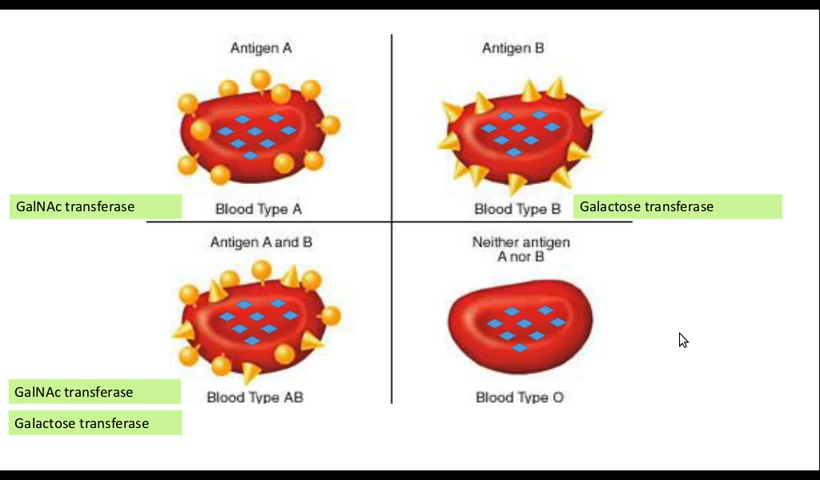 Antigen A
Antigen B
GalNAc transferase
Blood Type A
Blood Type B
Galactose transferase
Antigen A and B
Neither antigen
A nor B
GalNAc transferase
Blood Type AB
Blood Type O
Galactose transferase